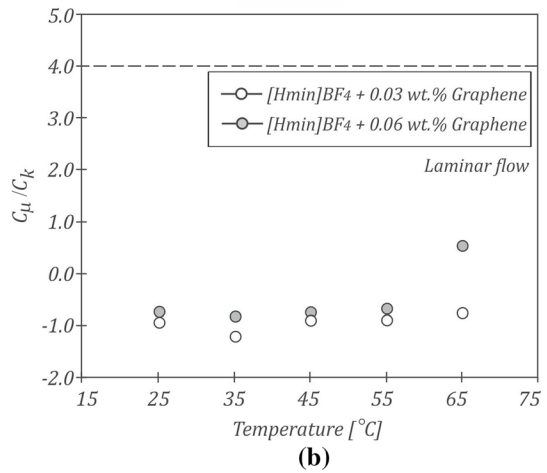 5.0
4.0
[Hmin]BF4 + 0.03 wt.% Graphene
[Hmin]BF4 + 0.06 wt.% Graphene
3.0
2.0
Laminar flow
1.0
0.0
-1.0
-2.0
Cμ /Ck
15 25 35 45 55 65 75
Temperature [°C]
(b)